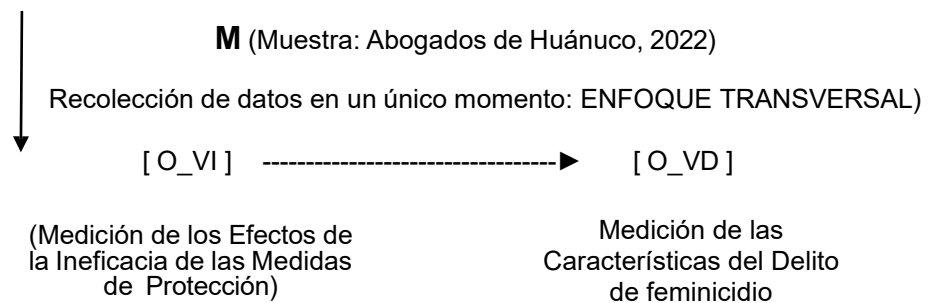 M (Muestra: Abogados de Huánuco, 2022)
Recolección de datos en un único momento: ENFOQUE TRANSVERSAL)
[ O_VI ] ----------------------------------► [ O_VD ]
(Medición de los Efectos de
la Ineficacia de las Medidas
de Protección)
Medición de las
Características del Delito
de feminicidio